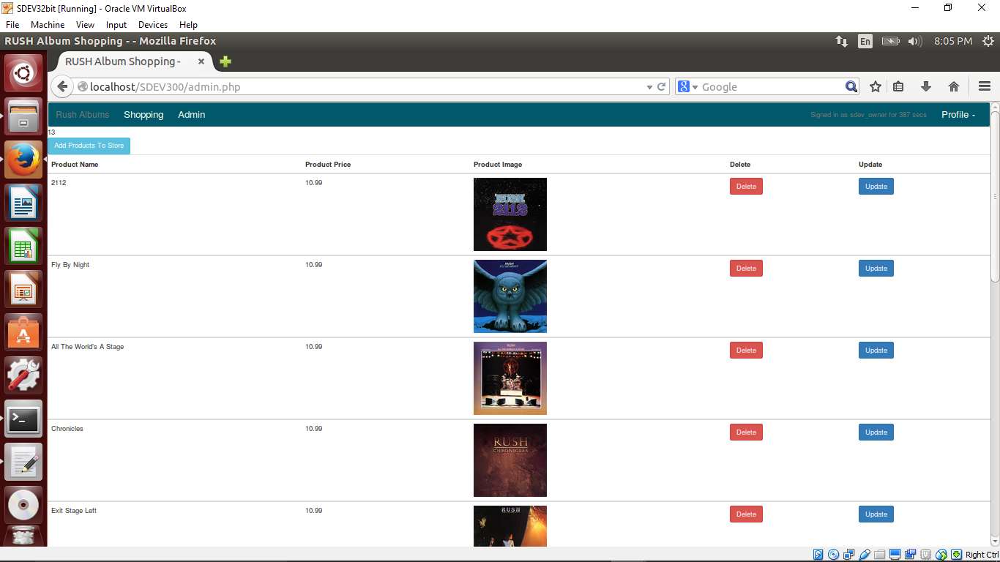 SDEV32bit [Running] - Oracle VM VirtualBox
File Machine View Input Devices Help
RUSH Album Shopping - - Mozilla Firefox
En
8:05 PM
RUSH Album Shopping -
localhost/SDEV300/admin.php
Google
Rush Albums Shopping Admin
Signed in as sdev_owner for 387 secs
Profile
13
Add Products To Store
Product Name Product Price Product Image Delete Update
2112 10.99 Delete Update
RUSH
2112
Fly By Night 10.99 Delete Update
RUSH
FLY BY NIGHT
All The World's A Stage 10.99 Delete Update
RUSH
ALL THE WORLD'S A STAGE
Chronicles 10.99 Delete Update
RUSH
CHRONICLES
Exit Stage Left 10.99 Delete Update
RUSH
Right Ctrl